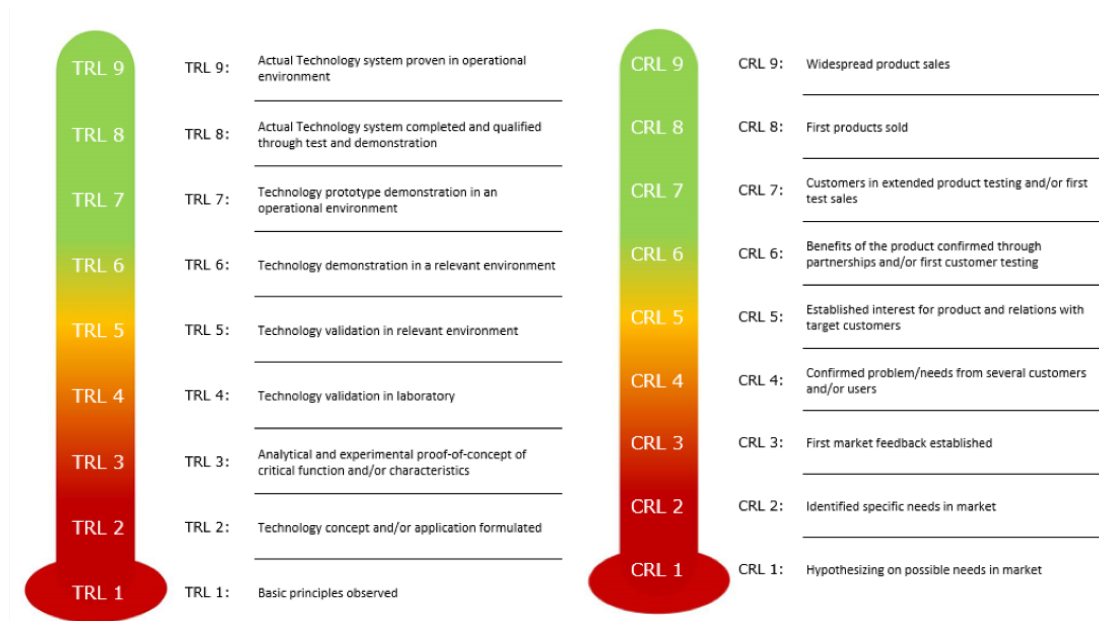 TRL 9
TRL 8
TRL 7
TRL 6
TRL 5
TRL 4
TRL 3
TRL 2
TRL 1
TRL 9: Actual Technology system proven in operational
environment
TRL 8: Actual Technology system completed and qualified
through test and demonstration
TRL 7: Technology prototype demonstration in an
operational environment
TRL 6: Technology demonstration in a relevant environment
TRL 5: Technology validation in relevant environment
TRL 4: Technology validation in laboratory
TRL 3: Analytical and experimental proof-of-concept of
critical function and/or characteristics
TRL 2: Technology concept and/or application formulated
TRL 1: Basic principles observed
CRL 9
CRL 8
CRL 7
CRL 6
CRL 5
CRL 4
CRL 3
CRL 2
CRL 1
CRL 9: Widespread product sales
CRL 8: First products sold
CRL 7: Customers in extended product testing and/or first
test sales
CRL 6: Benefits of the product confirmed through
partnerships and/or first customer testing
CRL 5: Established interest for product and relations with
target customers
CRL 4: Confirmed problem/needs from several customers
and/or users
CRL 3: First market feedback established
CRL 2: Identified specific needs in market
CRL 1: Hypothesizing on possible needs in market